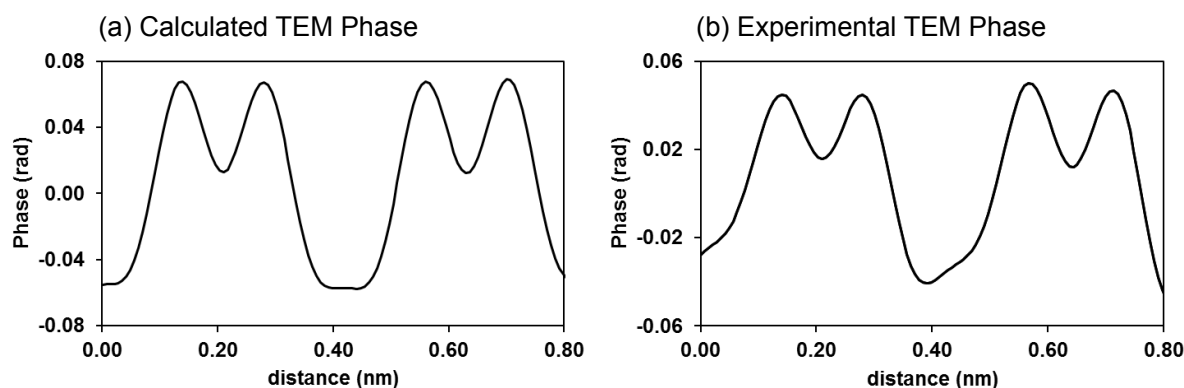 (a) Calculated TEM Phase
0.08
0.04
0.00
-0.04
-0.08
Phase (rad)
0.00 0.20 0.40 0.60 0.80
distance (nm)
(b) Experimental TEM Phase
0.06
0.02
-0.02
-0.06
Phase (rad)
0.00 0.20 0.40 0.60 0.80
distance (nm)